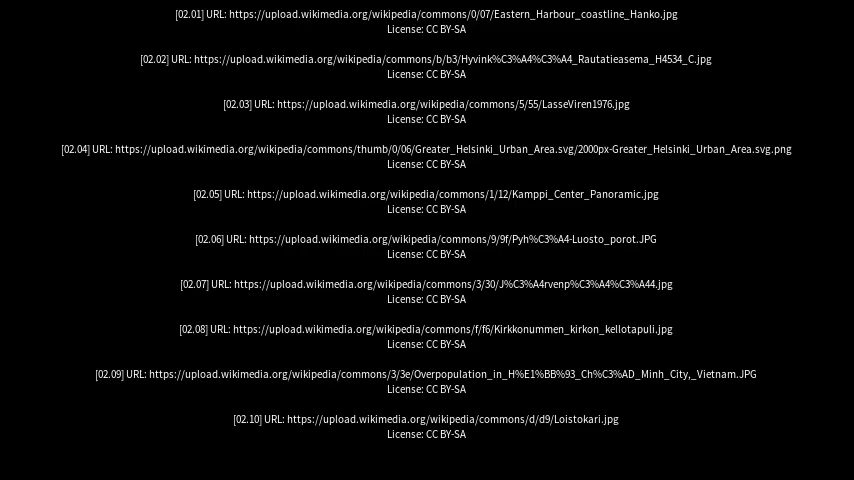 [02.01] URL: https://upload.wikimedia.org/wikipedia/commons/0/07/Eastern_Harbour_coastline_Hanko.jpg
License: CC BY-SA
[02.02] URL: https://upload.wikimedia.org/wikipedia/commons/b/b3/Hyvink%C3%A4%C3%A4_Rautatieasema_H4534_C.jpg
License: CC BY-SA
[02.03] URL: https://upload.wikimedia.org/wikipedia/commons/5/55/LasseViren1976.jpg
License: CC BY-SA
[02.04] URL: https://upload.wikimedia.org/wikipedia/commons/thumb/0/06/Greater_Helsinki_Urban_Area.svg/2000px-Greater_Helsinki_Urban_Area.svg.png
License: CC BY-SA
[02.05] URL: https://upload.wikimedia.org/wikipedia/commons/1/12/Kamppi_Center_Panoramic.jpg
License: CC BY-SA
[02.06] URL: https://upload.wikimedia.org/wikipedia/commons/9/9f/Pyh%C3%A4-Luosto_porot.JPG
License: CC BY-SA
[02.07] URL: https://upload.wikimedia.org/wikipedia/commons/3/30/J%C3%A4rvenp%C3%A4%C3%A44.jpg
License: CC BY-SA
[02.08] URL: https://upload.wikimedia.org/wikipedia/commons/f/f6/Kirkkonummen_kirkon_kellotapuli.jpg
License: CC BY-SA
[02.09] URL: https://upload.wikimedia.org/wikipedia/commons/3/3e/Overpopulation_in_H%E1%BB%93_Ch%C3%AD_Minh_City,_Vietnam.JPG
License: CC BY-SA
[02.10] URL: https://upload.wikimedia.org/wikipedia/commons/d/d9/Loistokari.jpg
License: CC BY-SA